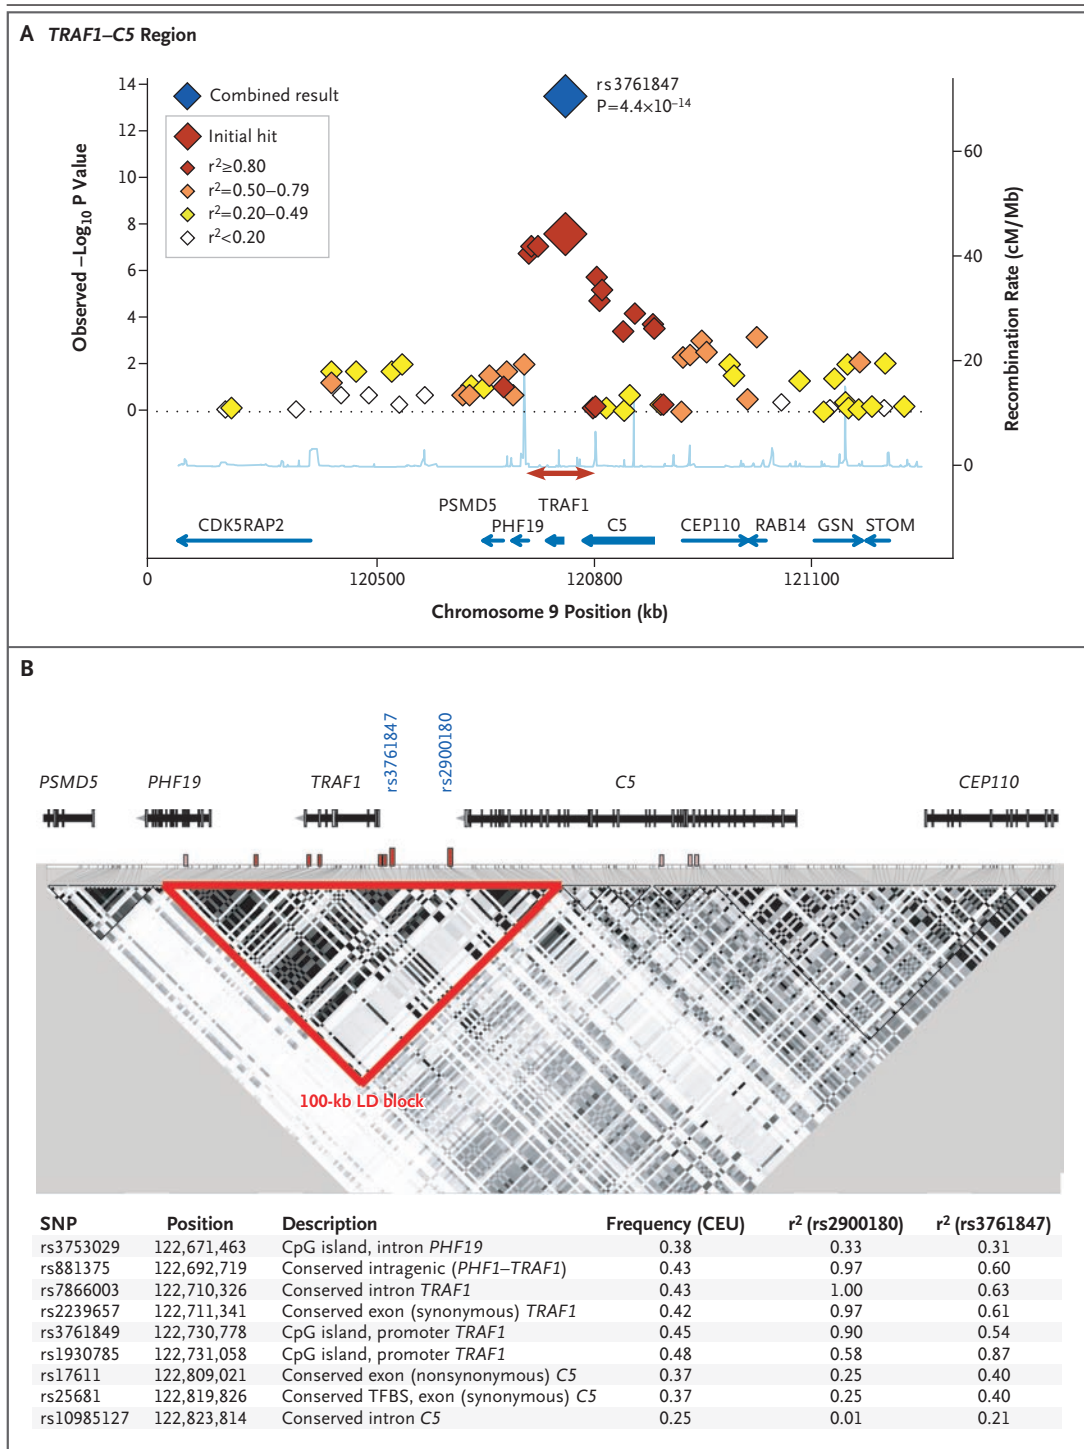 A TRAF1–C5 Region
14
12
10
8
6
4
2
0
Observed –Log10 P Value
Combined result
Initial hit
r2≥0.80
r2=0.50–0.79
r2=0.20–0.49
r2<0.20
rs3761847
P=4.4×10–14
60
40
20
0
Recombination Rate (cM/Mb)
PSMD5 TRAF1
CDK5RAP2 PHF19 C5 CEP110 RAB14 GSN STOM
0 120500 120800 121100
Chromosome 9 Position (kb)
B
rs3761847
rs2900180
PSMD5 PHF19 TRAF1 C5 CEP110
100-kb LD block
SNP Position Description Frequency (CEU) r2 (rs2900180) r2 (rs3761847)
rs3753029 122,671,463 CpG island, intron PHF19 0.38 0.33 0.31
rs881375 122,692,719 Conserved intragenic (PHF1–TRAF1) 0.43 0.97 0.60
rs7866003 122,710,326 Conserved intron TRAF1 0.43 1.00 0.63
rs2239657 122,711,341 Conserved exon (synonymous) TRAF1 0.42 0.97 0.61
rs3761849 122,730,778 CpG island, promoter TRAF1 0.45 0.90 0.54
rs1930785 122,731,058 CpG island, promoter TRAF1 0.48 0.58 0.87
rs17611 122,809,021 Conserved exon (nonsynonymous) C5 0.37 0.25 0.40
rs25681 122,819,826 Conserved TFBS, exon (synonymous) C5 0.37 0.25 0.40
rs10985127 122,823,814 Conserved intron C5 0.25 0.01 0.21